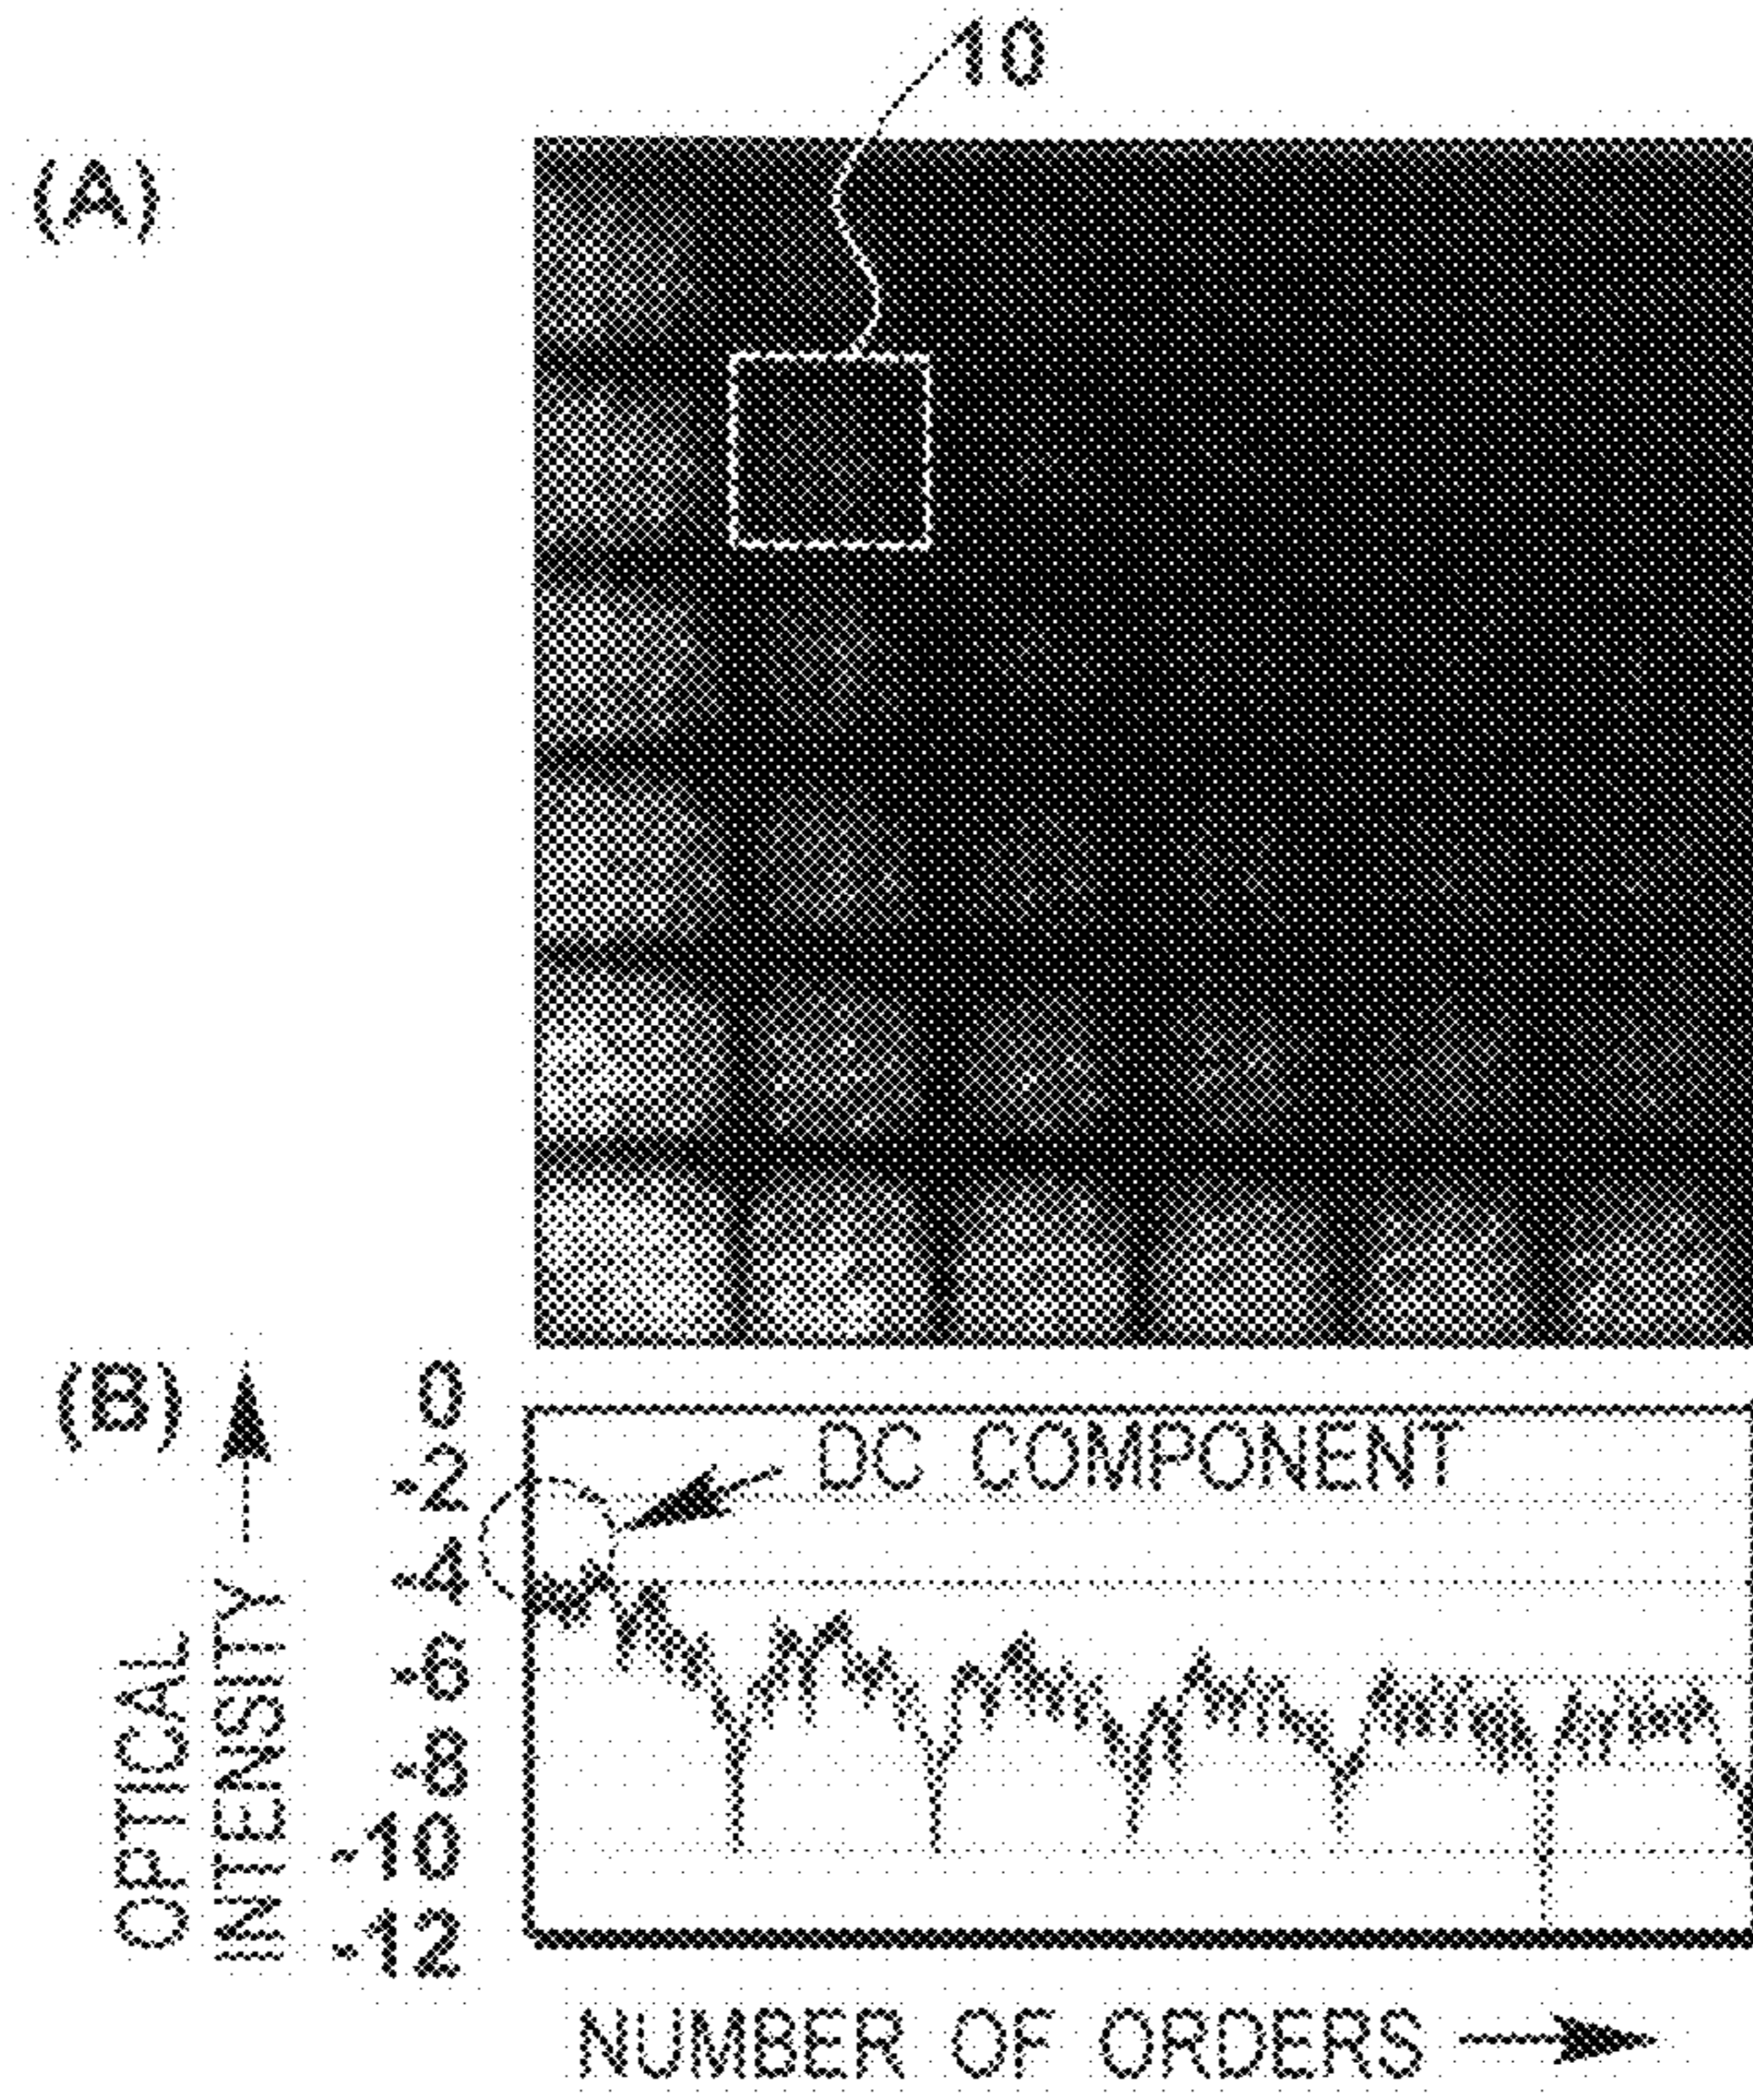 10
(A)
(B)
0
-2
-4
-6
-8
-10
-12
OPTICAL
INTENSITY
DC COMPONENT
NUMBER OF ORDERS